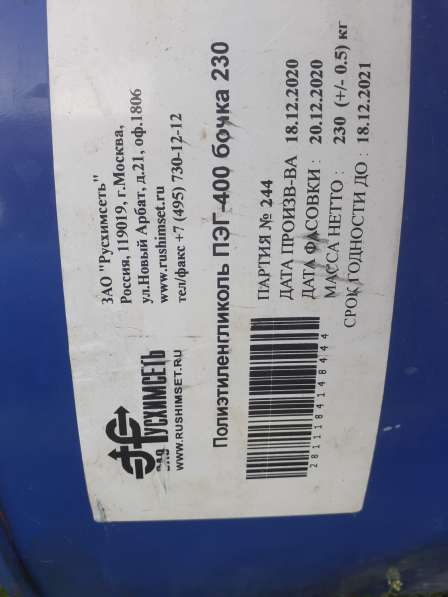 ЗАО
РУСХИМСЕТЬ
WWW.RUSHIMSET.RU
ЗАО "Русхимсеть"
Россия, 119019, г.Москва,
ул.Новый Арбат, д.21, оф.1806
www.rushimset.ru
тел/факс +7 (495) 730-12-12
Полиэтиленгликоль ПЭГ-400 бочка 230
ПАРТИЯ № 244
ДАТА ПРОИЗВ-ВА 18.12.2020
ДАТА ФАСОВКИ : 20.12.2020
МАССА НЕТТО : 230 (+/- 0.5) кг
СРОК ГОДНОСТИ ДО : 18.12.2021
2811184148444